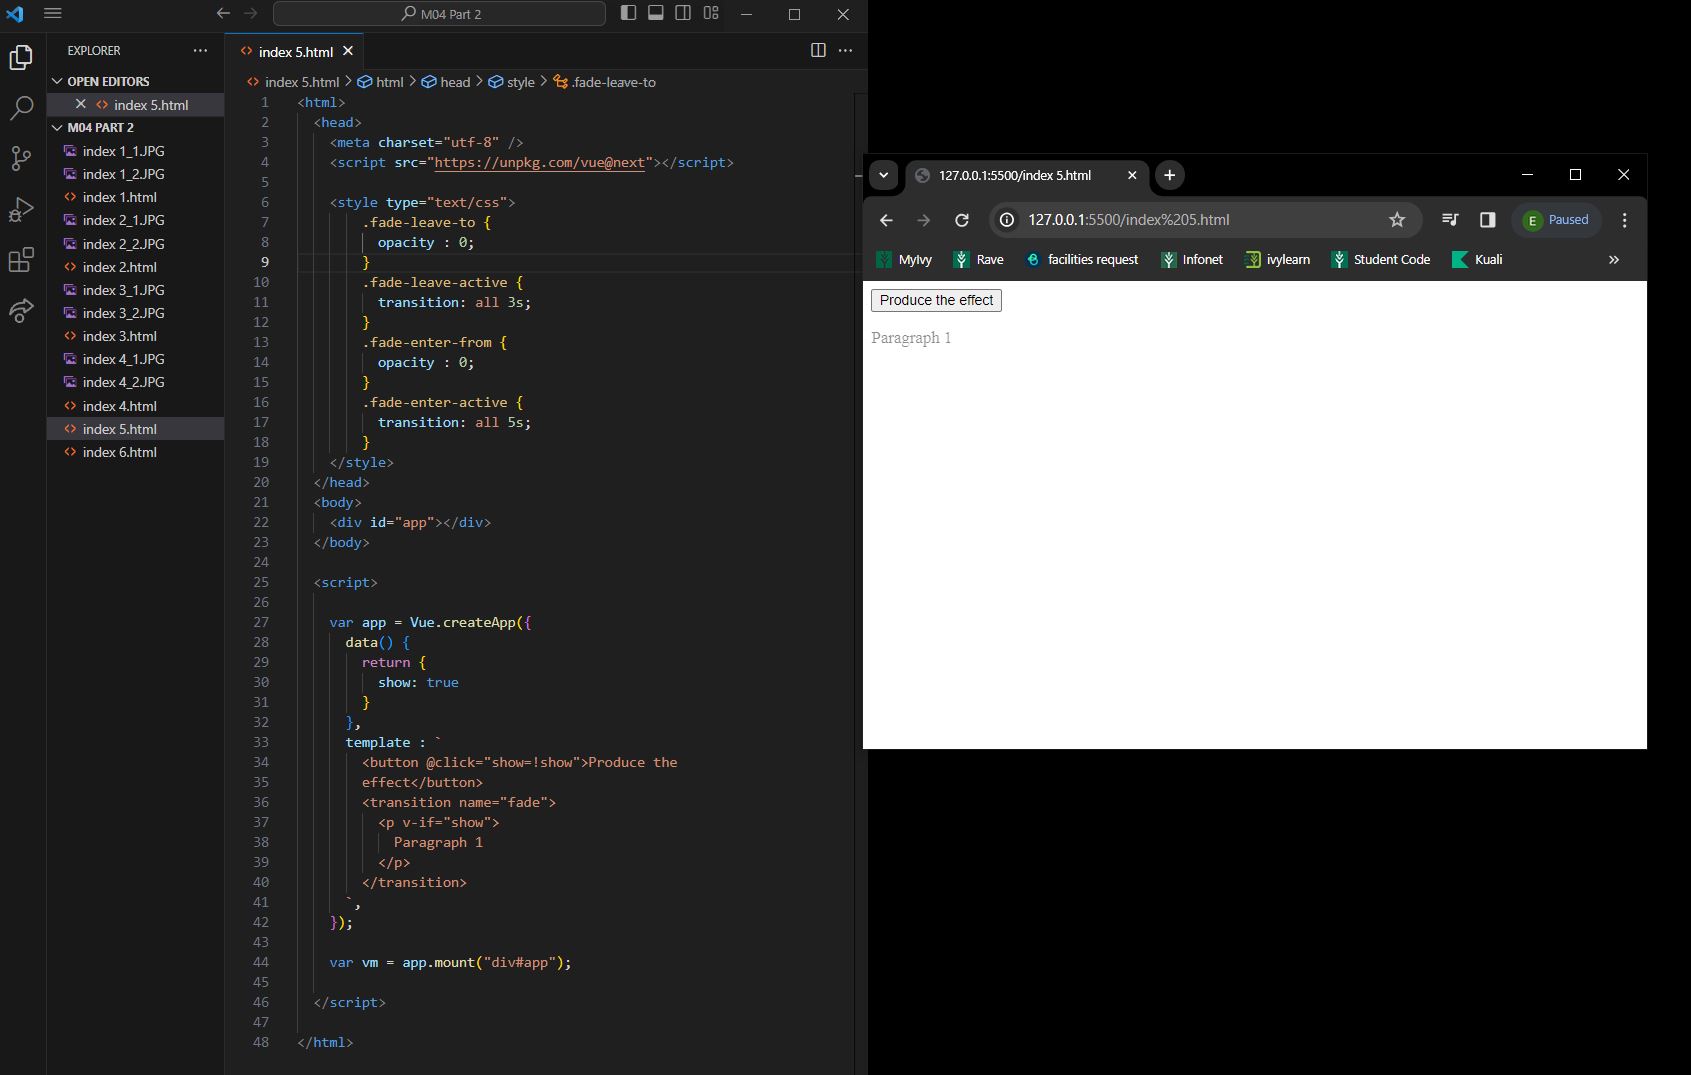 M04 Part 2
EXPLORER
OPEN EDITORS
index 5.html
M04 PART 2
index 1_1.JPG
index 1_2.JPG
index 1.html
index 2_1.JPG
index 2_2.JPG
index 2.html
index 3_1.JPG
index 3_2.JPG
index 3.html
index 4_1.JPG
index 4_2.JPG
index 4.html
index 5.html
index 6.html
index 5.html
index 5.html > html > head > style > .fade-leave-to
1 <html>
2 <head>
3 <meta charset="utf-8" />
4 <script src="https://unpkg.com/vue@next"></script>
5
6 <style type="text/css">
7 .fade-leave-to {
8 opacity : 0;
9 }
10 .fade-leave-active {
11 transition: all 3s;
12 }
13 .fade-enter-from {
14 opacity : 0;
15 }
16 .fade-enter-active {
17 transition: all 5s;
18 }
19 </style>
20 </head>
21 <body>
22 <div id="app"></div>
23 </body>
24
25 <script>
26
27 var app = Vue.createApp({
28 data() {
29 return {
30 show: true
31 }
32 },
33 template : `
34 <button @click="show=!show">Produce the
35 effect</button>
36 <transition name="fade">
37 <p v-if="show">
38 Paragraph 1
39 </p>
40 </transition>
41 `,
42 });
43
44 var vm = app.mount("div#app");
45
46 </script>
47
48 </html>
127.0.0.1:5500/index 5.html
127.0.0.1:5500/index%205.html
E Paused
MyIvy Rave facilities request Infonet ivylearn Student Code Kuali
Produce the effect
Paragraph 1